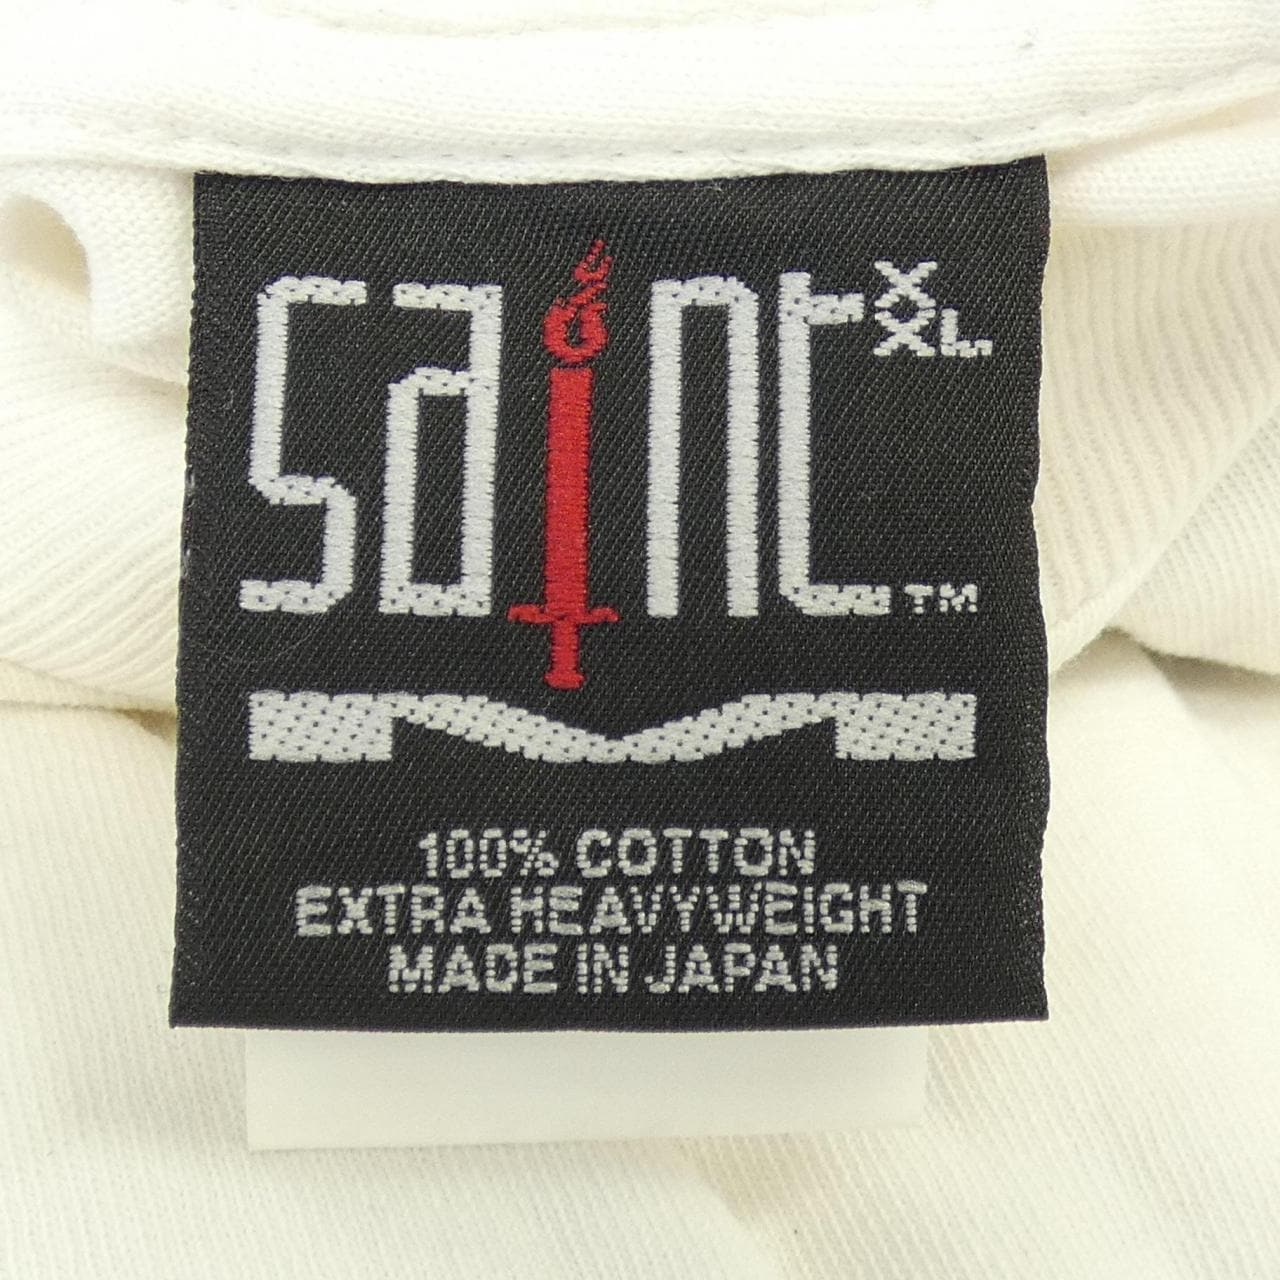 saint XXL
™
100% COTTON
EXTRA HEAVYWEIGHT
MADE IN JAPAN